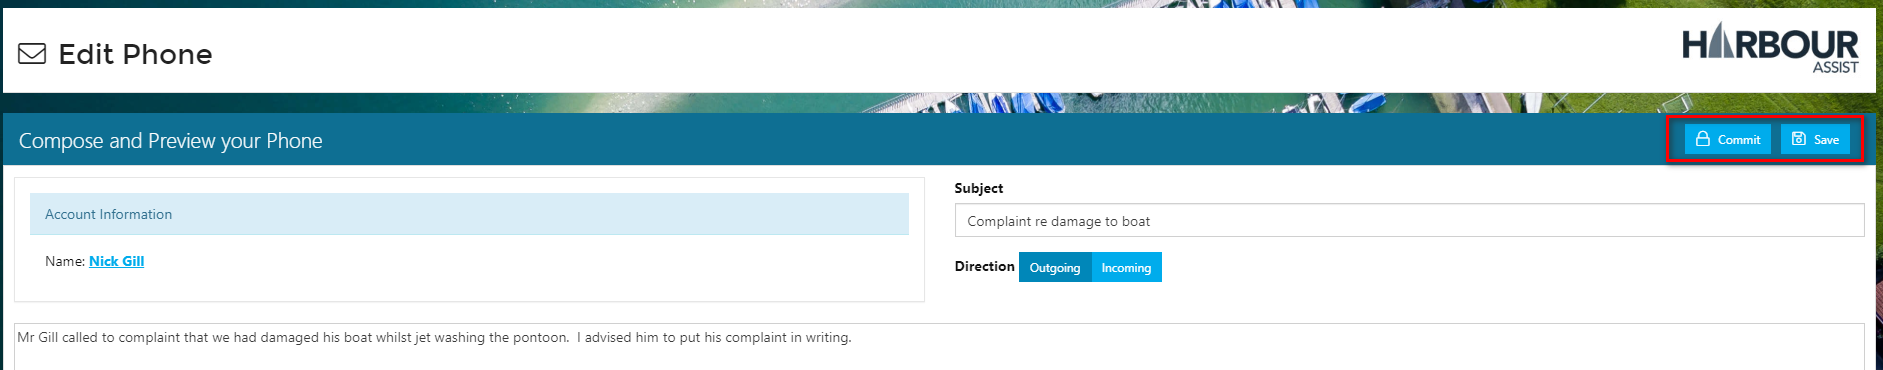 Edit Phone
HARBOUR
ASSIST
Compose and Preview your Phone
Commit
Save
Account Information
Name: Nick Gill
Subject
Complaint re damage to boat
Direction Outgoing Incoming
Mr Gill called to complaint that we had damaged his boat whilst jet washing the pontoon.  I advised him to put his complaint in writing.